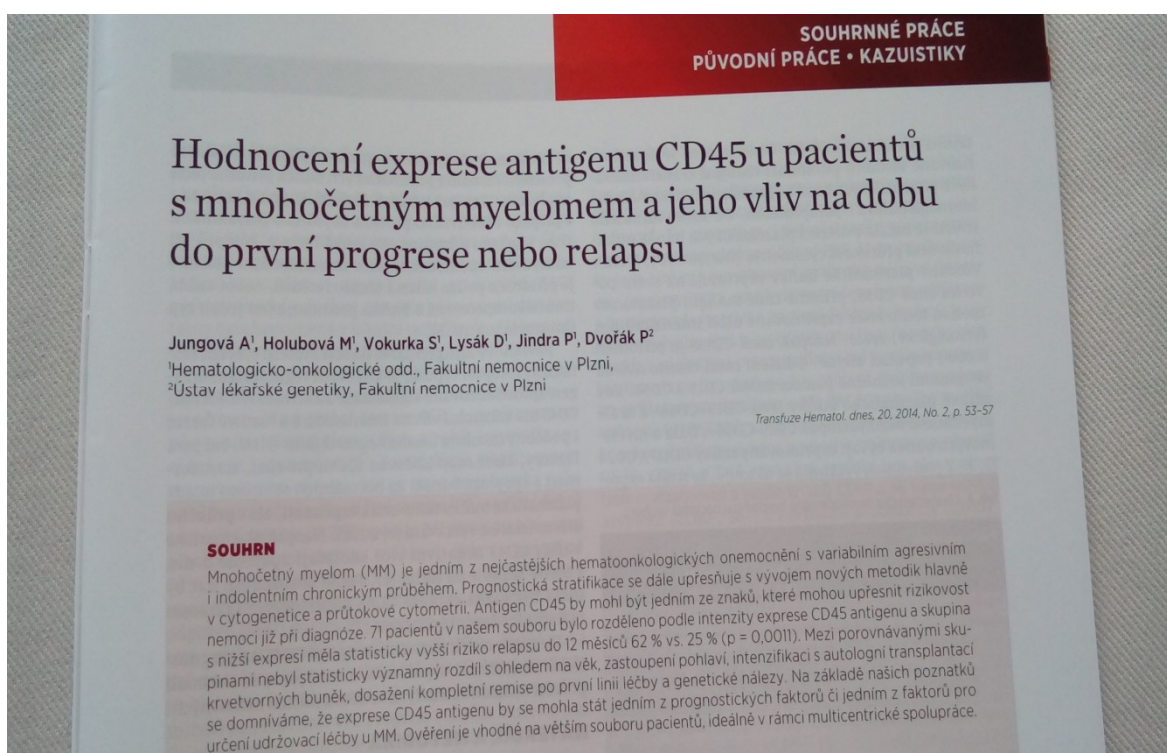 SOUHRNNÉ PRÁCE
PŮVODNÍ PRÁCE • KAZUISTIKY
Hodnocení exprese antigenu CD45 u pacientů
s mnohočetným myelomem a jeho vliv na dobu
do první progrese nebo relapsu
Jungová A¹, Holubová M¹, Vokurka S¹, Lysák D¹, Jindra P¹, Dvořák P²
¹Hematologicko-onkologické odd., Fakultní nemocnice v Plzni,
²Ústav lékařské genetiky, Fakultní nemocnice v Plzni
Transfuze Hematol. dnes, 20, 2014, No. 2, p. 53–57
SOUHRN
Mnohočetný myelom (MM) je jedním z nejčastějších hematoonkologických onemocnění s variabilním agresivním
i indolentním chronickým průběhem. Prognostická stratifikace se dále upřesňuje s vývojem nových metodik hlavně
v cytogenetice a průtokové cytometrii. Antigen CD45 by mohl být jedním ze znaků, které mohou upřesnit rizikovost
nemoci již při diagnóze. 71 pacientů v našem souboru bylo rozděleno podle intenzity exprese CD45 antigenu a skupina
s nižší expresí měla statisticky vyšší riziko relapsu do 12 měsíců 62 % vs. 25 % (p = 0,0011). Mezi porovnávanými sku-
pinami nebyl statisticky významný rozdíl s ohledem na věk, zastoupení pohlaví, intenzifikaci s autologní transplantací
krvetvorných buněk, dosažení kompletní remise po první linii léčby a genetické nálezy. Na základě našich poznatků
se domníváme, že exprese CD45 antigenu by se mohla stát jedním z prognostických faktorů či jedním z faktorů pro
určení udržovací léčby u MM. Ověření je vhodné na větším souboru pacientů, ideálně v rámci multicentrické spolupráce.